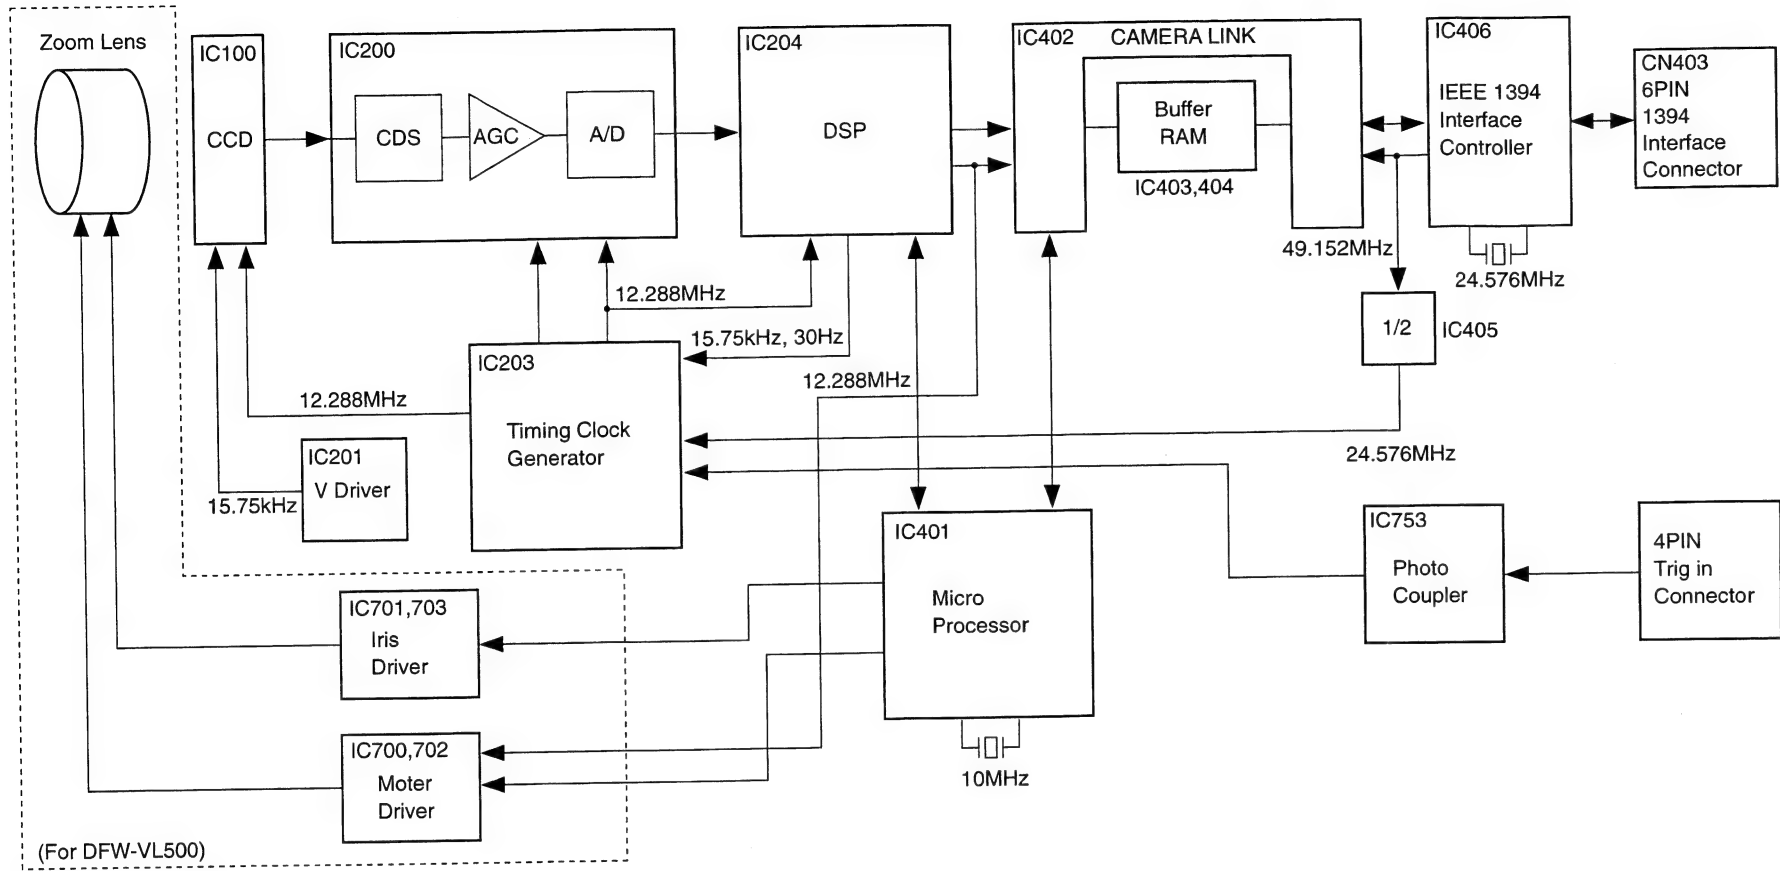 Zoom Lens
IC100
CCD
IC200
CDS
AGC
A/D
IC204
DSP
IC402 CAMERA LINK
Buffer
RAM
IC403,404
IC406
IEEE 1394
Interface
Controller
CN403
6PIN
1394
Interface
Connector
49.152MHz
24.576MHz
12.288MHz
15.75kHz, 30Hz
1/2
IC405
IC203
Timing Clock
Generator
12.288MHz
12.288MHz
24.576MHz
IC201
V Driver
15.75kHz
IC401
Micro
Processor
10MHz
IC753
Photo
Coupler
4PIN
Trig in
Connector
IC701,703
Iris
Driver
IC700,702
Moter
Driver
(For DFW-VL500)